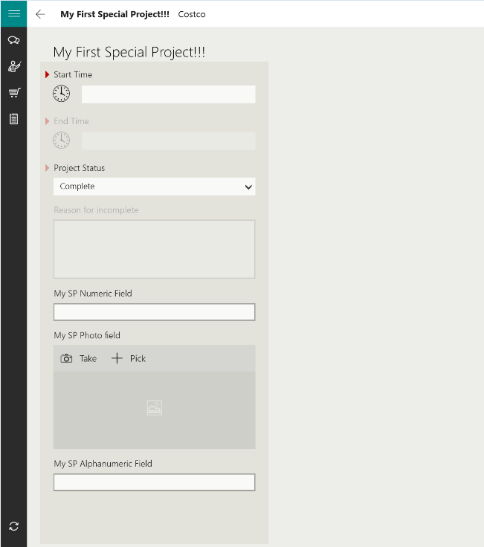 My First Special Project!!! Costco
My First Special Project!!!
Start Time
End Time
Project Status
Complete
Reason for incomplete
My SP Numeric Field
My SP Photo field
Take Pick
My SP Alphanumeric Field